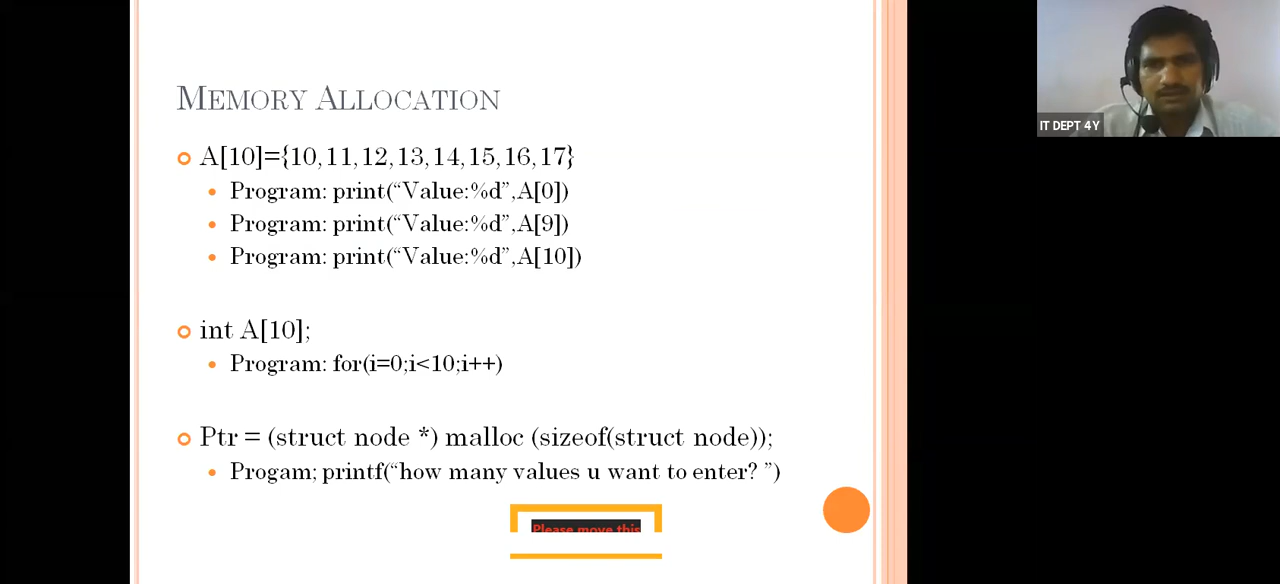 MEMORY ALLOCATION
A[10]={10,11,12,13,14,15,16,17}
Program: print(“Value:%d”,A[0])
Program: print(“Value:%d”,A[9])
Program: print(“Value:%d”,A[10])
int A[10];
Program: for(i=0;i<10;i++)
Ptr = (struct node *) malloc (sizeof(struct node));
Progam; printf(“how many values u want to enter? ”)
Please move this
IT DEPT 4Y